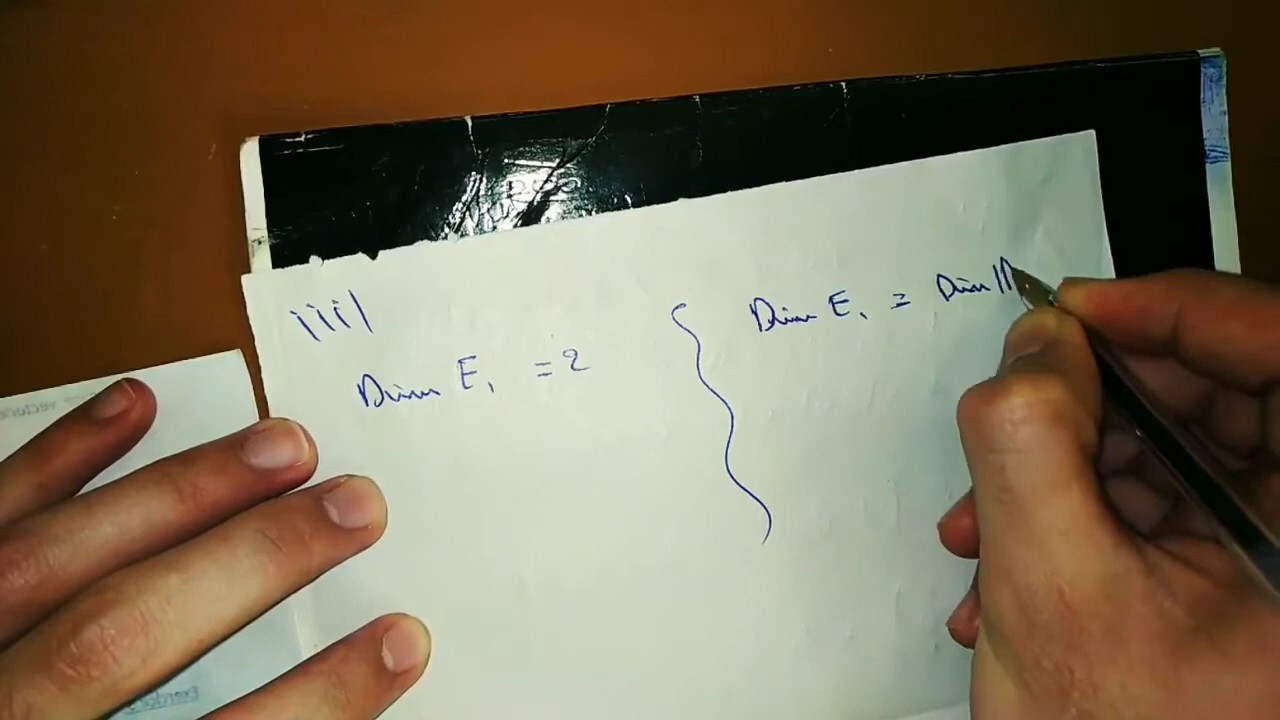 iii)
Dim E₁ = 2
Dim E₁ = Dim